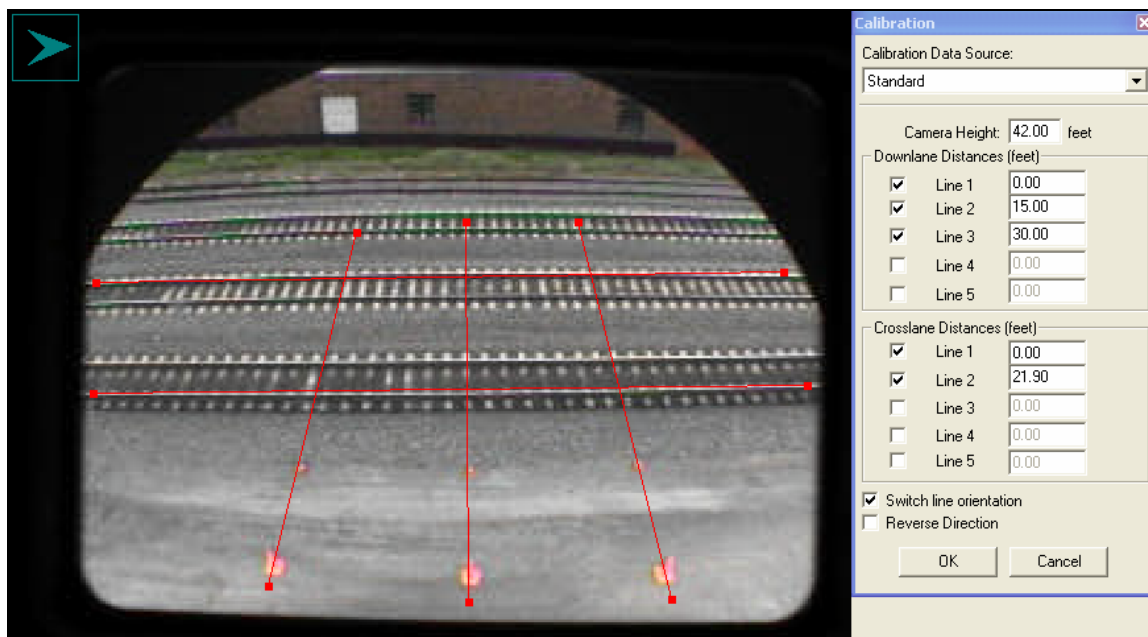 Calibration
Calibration Data Source:
Standard
Camera Height: 42.00 feet
Downlane Distances (feet)
Line 1 0.00
Line 2 15.00
Line 3 30.00
Line 4 0.00
Line 5 0.00
Crosslane Distances (feet)
Line 1 0.00
Line 2 21.90
Line 3 0.00
Line 4 0.00
Line 5 0.00
Switch line orientation
Reverse Direction
OK Cancel